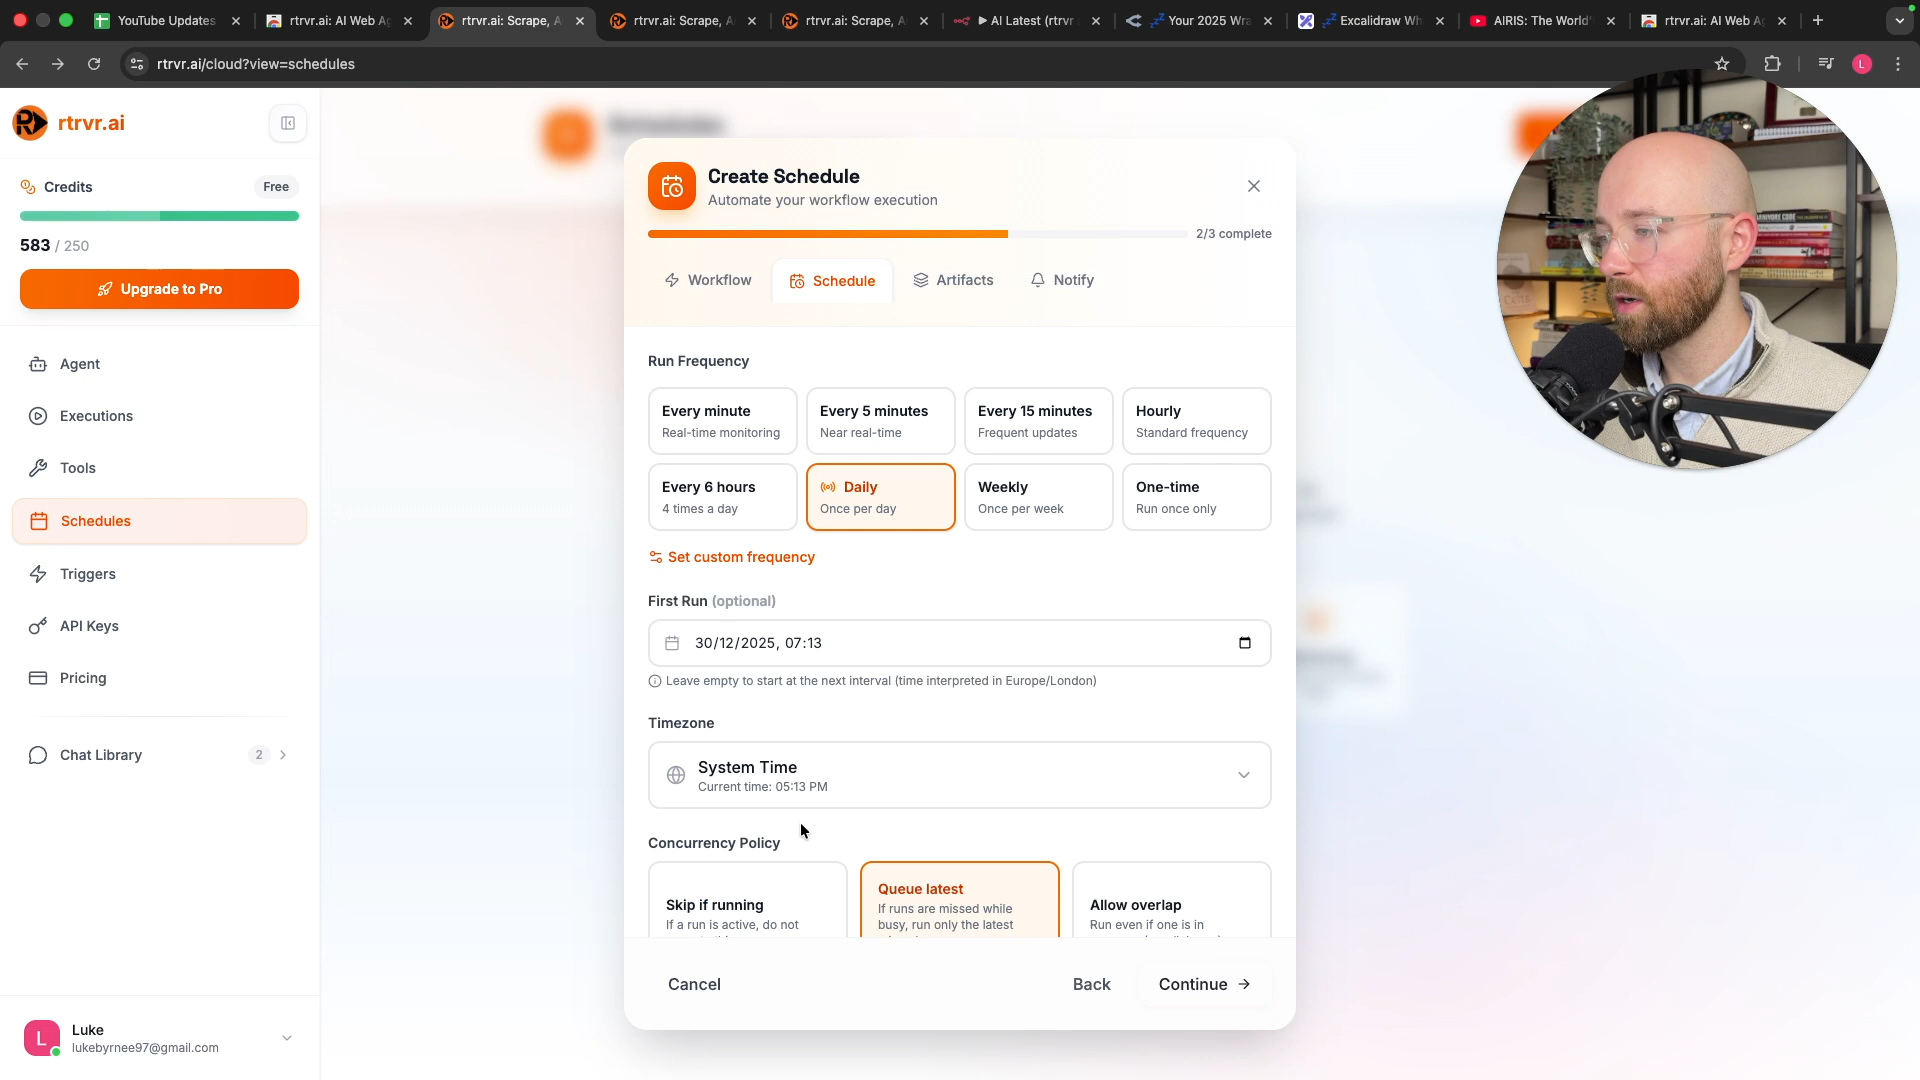 YouTube Updates
rtrvr.ai: AI Web Ag
rtrvr.ai: Scrape, A
rtrvr.ai: Scrape, A
rtrvr.ai: Scrape, A
▶ AI Latest (rtrvr
💤 Your 2025 Wra
💤 Excalidraw Wh
AIRIS: The World'
rtrvr.ai: AI Web Ag
rtrvr.ai/cloud?view=schedules
L
rtrvr.ai
Credits
Free
583 / 250
Upgrade to Pro
Agent
Executions
Tools
Schedules
Triggers
API Keys
Pricing
Chat Library
2
L
Luke
lukebyrnee97@gmail.com
Schedules
Create Schedule
Automate your workflow execution
2/3 complete
Workflow
Schedule
Artifacts
Notify
Run Frequency
Every minute
Real-time monitoring
Every 5 minutes
Near real-time
Every 15 minutes
Frequent updates
Hourly
Standard frequency
Every 6 hours
4 times a day
Daily
Once per day
Weekly
Once per week
One-time
Run once only
Set custom frequency
First Run (optional)
30/12/2025, 07:13
Leave empty to start at the next interval (time interpreted in Europe/London)
Timezone
System Time
Current time: 05:13 PM
Concurrency Policy
Skip if running
If a run is active, do not
Queue latest
If runs are missed while
busy, run only the latest
Allow overlap
Run even if one is in
Cancel
Back
Continue →